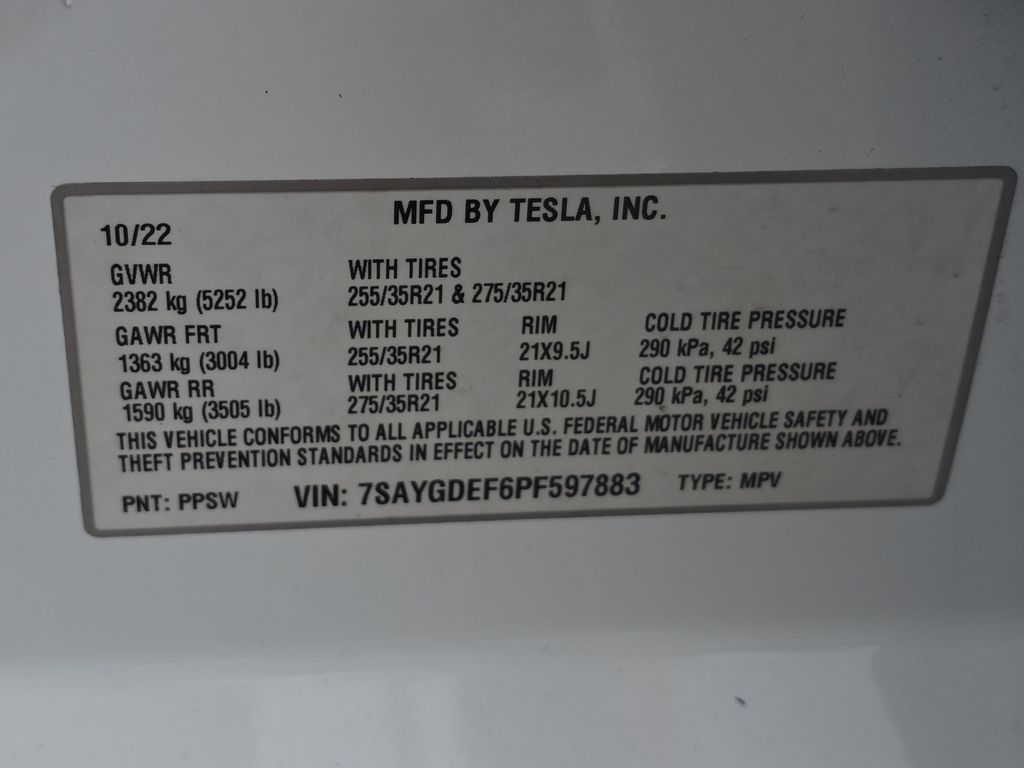 MFD BY TESLA, INC.
10/22
GVWR WITH TIRES
2382 kg (5252 lb) 255/35R21 & 275/35R21
GAWR FRT WITH TIRES RIM COLD TIRE PRESSURE
1363 kg (3004 lb) 255/35R21 21X9.5J 290 kPa, 42 psi
GAWR RR WITH TIRES RIM COLD TIRE PRESSURE
1590 kg (3505 lb) 275/35R21 21X10.5J 290 kPa, 42 psi
THIS VEHICLE CONFORMS TO ALL APPLICABLE U.S. FEDERAL MOTOR VEHICLE SAFETY AND
THEFT PREVENTION STANDARDS IN EFFECT ON THE DATE OF MANUFACTURE SHOWN ABOVE.
PNT: PPSW VIN: 7SAYGDEF6PF597883 TYPE: MPV